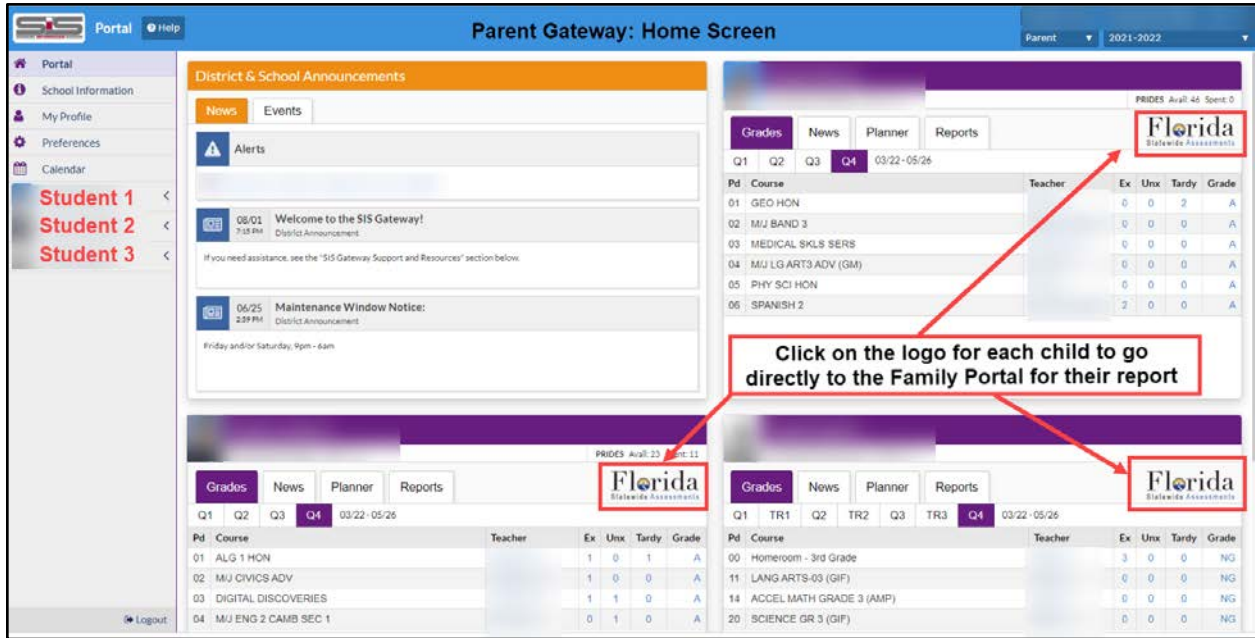 SiS Portal Help Parent Gateway: Home Screen Parent 2021-2022
Portal
School Information
My Profile
Preferences
Calendar
Student 1
Student 2
Student 3
Logout
District & School Announcements
News Events
Alerts
08/01 Welcome to the SIS Gateway!
7:15 PM District Announcement
If you need assistance, see the "SIS Gateway Support and Resources" section below.
06/25 Maintenance Window Notice:
2:59 PM District Announcement
Friday and/or Saturday, 9pm - 6am
PRIDES Avail: 46 Spent: 0
Grades News Planner Reports
Florida
Statewide Assessments
Q1 Q2 Q3 Q4 03/22 - 05/26
Pd Course Teacher Ex Unx Tardy Grade
01 GEO HON 0 0 2 A
02 M/J BAND 3 0 0 0 A
03 MEDICAL SKLS SERS 0 0 0 A
04 M/J LG ART3 ADV (GM) 0 0 0 A
05 PHY SCI HON 0 0 0 A
06 SPANISH 2 2 0 0 A
Click on the logo for each child to go
directly to the Family Portal for their report
PRIDES Avail: 23 Spent: 11
Grades News Planner Reports
Florida
Statewide Assessments
Q1 Q2 Q3 Q4 03/22 - 05/26
Pd Course Teacher Ex Unx Tardy Grade
01 ALG 1 HON 1 0 1 A
02 M/J CIVICS ADV 1 0 0 A
03 DIGITAL DISCOVERIES 1 1 0 A
04 M/J ENG 2 CAMB SEC 1 0 1 0 A
Grades News Planner Reports
Florida
Statewide Assessments
Q1 TR1 Q2 TR2 Q3 TR3 Q4 03/22 - 05/26
Pd Course Teacher Ex Unx Tardy Grade
00 Homeroom - 3rd Grade 3 0 0 NG
11 LANG ARTS-03 (GIF) 0 0 0 NG
14 ACCEL MATH GRADE 3 (AMP) 0 0 0 NG
20 SCIENCE GR 3 (GIF) 0 0 0 NG